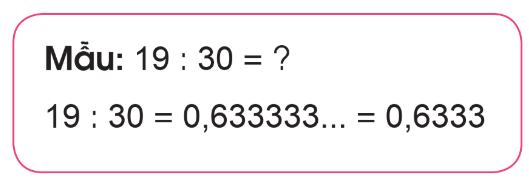 Mẫu: 19 : 30 = ?
19 : 30 = 0,633333... = 0,6333